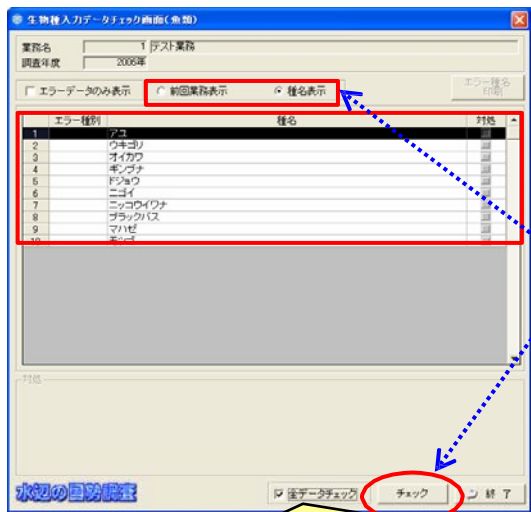 生物種入力データチェック画面(魚類)
業務名 1 テスト業務
調査年度 2006年
エラーデータのみ表示 前回業務表示 種名表示 エラー種名
印刷
エラー種別 種名 対処
1 アユ
2 ウキゴリ
3 オイカワ
4 ギンブナ
5 ドジョウ
6 ニゴイ
7 ニッコウイワナ
8 ブラックバス
9 マハゼ
10
対処
水辺の国勢調査 全データチェック チェック 終了